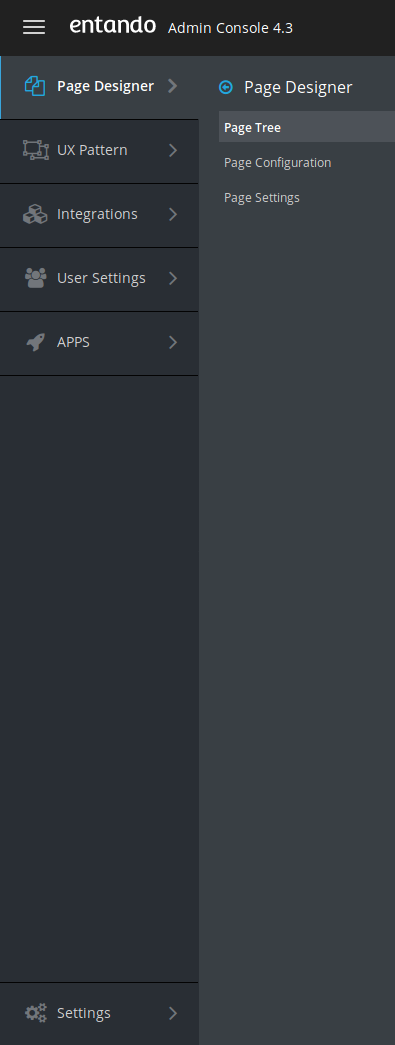 entando Admin Console 4.3
Page Designer
UX Pattern
Integrations
User Settings
APPS
Settings
Page Designer
Page Tree
Page Configuration
Page Settings